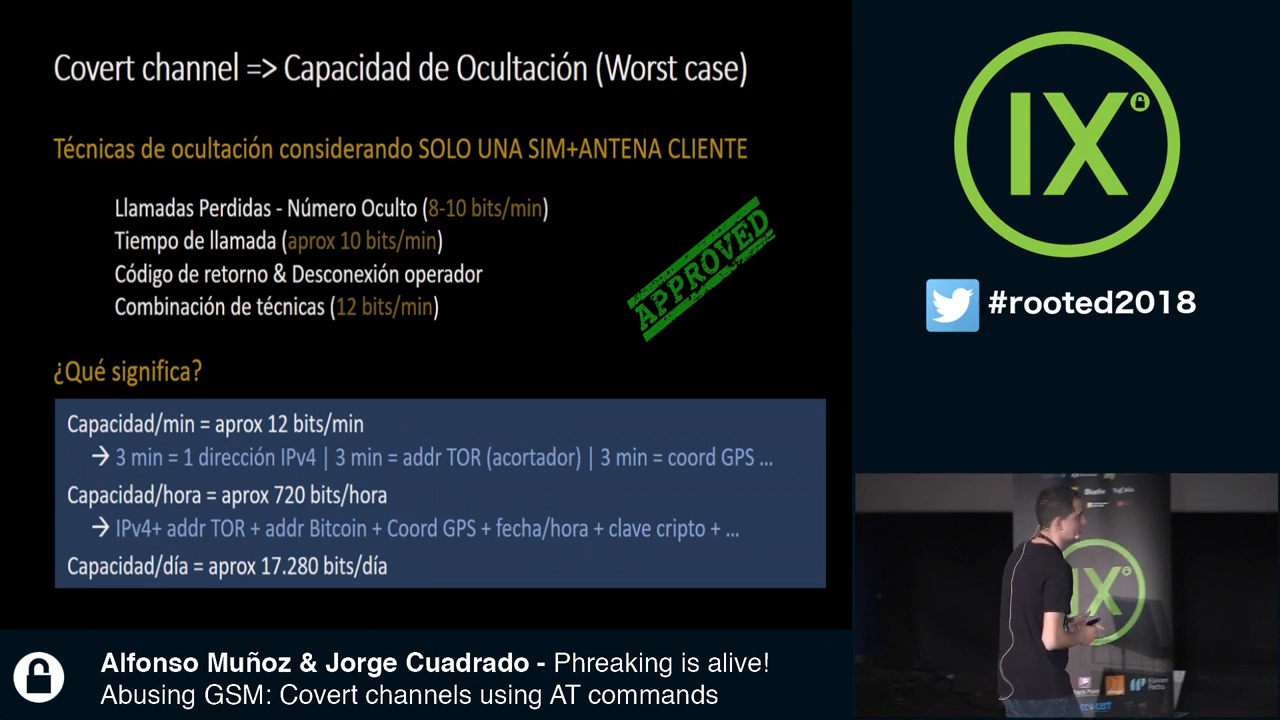 Covert channel => Capacidad de Ocultación (Worst case)
Técnicas de ocultación considerando SOLO UNA SIM+ANTENA CLIENTE
Llamadas Perdidas - Número Oculto (8-10 bits/min)
Tiempo de llamada (aprox 10 bits/min)
Código de retorno & Desconexión operador
Combinación de técnicas (12 bits/min)
APPROVED
¿Qué significa?
Capacidad/min = aprox 12 bits/min
→ 3 min = 1 dirección IPv4 | 3 min = addr TOR (acortador) | 3 min = coord GPS ...
Capacidad/hora = aprox 720 bits/hora
→ IPv4+ addr TOR + addr Bitcoin + Coord GPS + fecha/hora + clave cripto + ...
Capacidad/día = aprox 17.280 bits/día
IX
#rooted2018
IX
Alfonso Muñoz & Jorge Cuadrado - Phreaking is alive!
Abusing GSM: Covert channels using AT commands